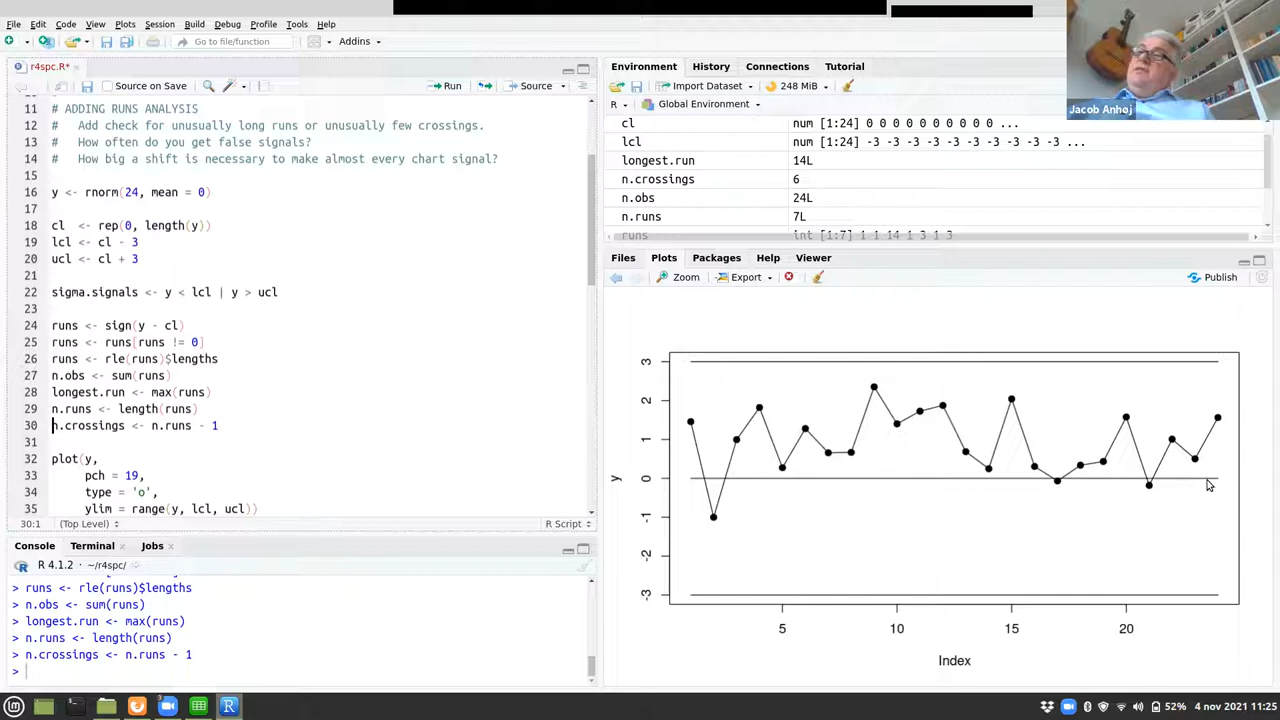 File Edit Code View Plots Session Build Debug Profile Tools Help
Go to file/function Addins
r4spc.R*
Source on Save Run Source
11 # ADDING RUNS ANALYSIS
12 # Add check for unusually long runs or unusually few crossings.
13 # How often do you get false signals?
14 # How big a shift is necessary to make almost every chart signal?
15
16 y <- rnorm(24, mean = 0)
17
18 cl <- rep(0, length(y))
19 lcl <- cl - 3
20 ucl <- cl + 3
21
22 sigma.signals <- y < lcl | y > ucl
23
24 runs <- sign(y - cl)
25 runs <- runs[runs != 0]
26 runs <- rle(runs)$lengths
27 n.obs <- sum(runs)
28 longest.run <- max(runs)
29 n.runs <- length(runs)
30 n.crossings <- n.runs - 1
31
32 plot(y,
33 pch = 19,
34 type = 'o',
35 ylim = range(y, lcl, ucl))
30:1 (Top Level) R Script
Console Terminal Jobs
R 4.1.2 · ~/r4spc/
> runs <- rle(runs)$lengths
> n.obs <- sum(runs)
> longest.run <- max(runs)
> n.runs <- length(runs)
> n.crossings <- n.runs - 1
>
Environment History Connections Tutorial
Import Dataset 248 MiB
R Global Environment
cl num [1:24] 0 0 0 0 0 0 0 0 0 0 ...
lcl num [1:24] -3 -3 -3 -3 -3 -3 -3 -3 -3 -3 ...
longest.run 14L
n.crossings 6
n.obs 24L
n.runs 7L
runs int [1:7] 1 1 14 1 3 1 3
Files Plots Packages Help Viewer
Zoom Export Publish
3
2
1
0
-1
-2
-3
y
5 10 15 20
Index
Jacob Anhøj
52% 4 nov 2021 11:25